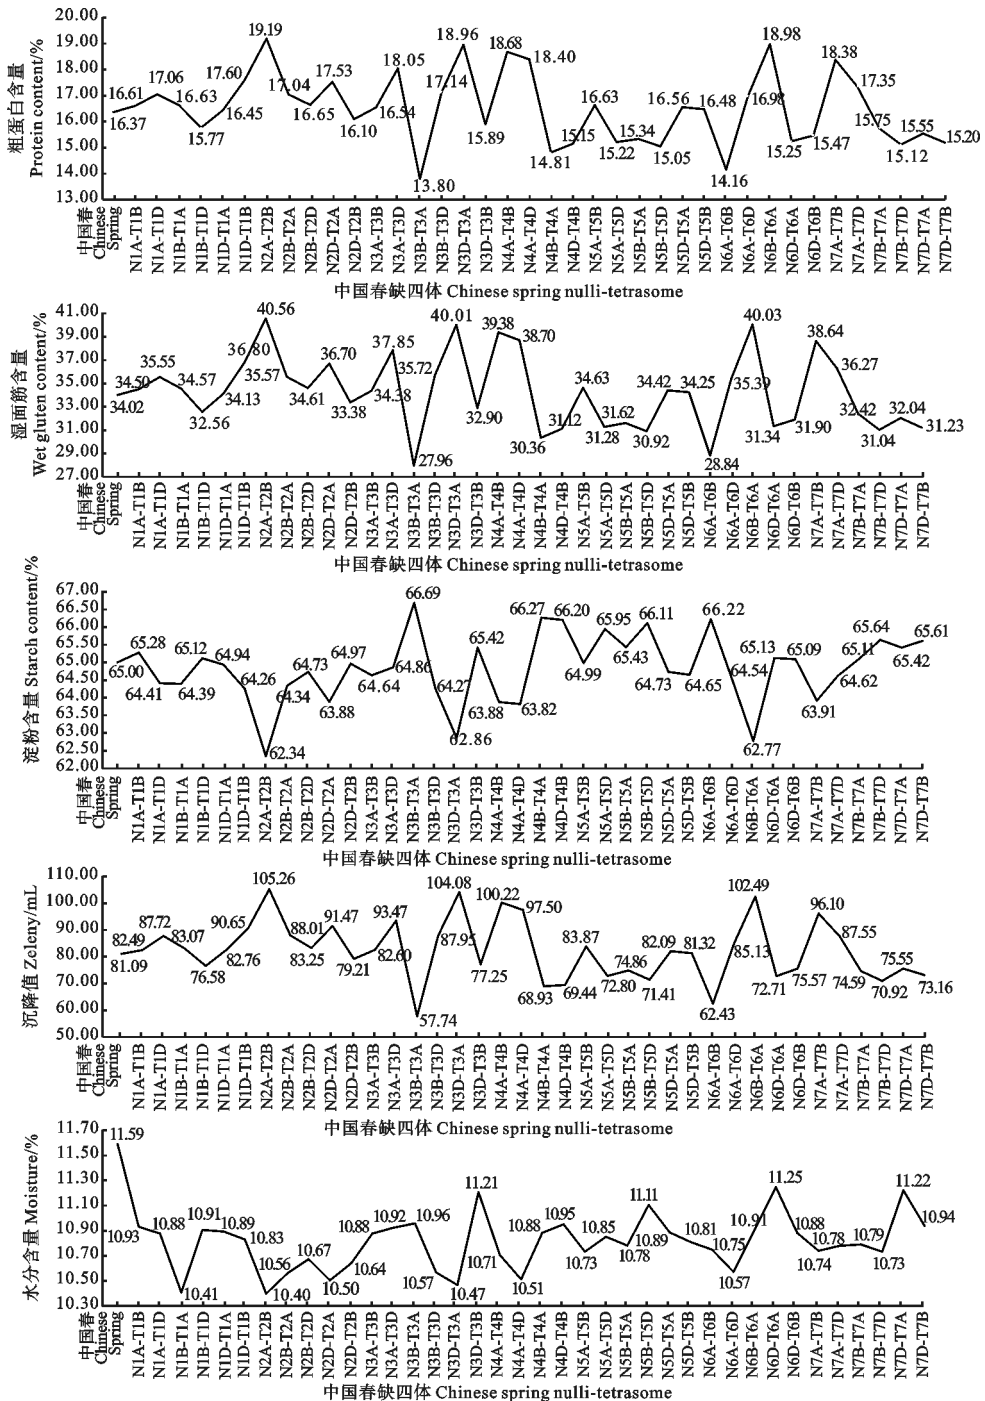 粗蛋白含量
Protein content/%
20.00
19.00
18.00
17.00
16.00
15.00
14.00
13.00
16.37 16.61 17.06 16.63 15.77 16.45 17.60 19.19 17.04 16.65 17.53 16.10 16.54 18.05 13.80 17.14 18.96 15.89 18.68 18.40 14.81 15.15 16.63 15.22 15.34 15.05 16.56 16.48 14.16 16.98 18.98 15.25 15.47 18.38 17.35 15.75 15.12 15.55 15.20
中国春
Chinese
Spring
N1A-T1B N1A-T1D N1B-T1A N1B-T1D N1D-T1A N1D-T1B N2A-T2B N2B-T2A N2B-T2D N2D-T2A N2D-T2B N3A-T3B N3A-T3D N3B-T3A N3B-T3D N3D-T3A N3D-T3B N4A-T4B N4A-T4D N4B-T4A N4D-T4B N5A-T5B N5A-T5D N5B-T5A N5B-T5D N5D-T5A N5D-T5B N6A-T6B N6A-T6D N6B-T6A N6D-T6A N6D-T6B N7A-T7B N7A-T7D N7B-T7A N7B-T7D N7D-T7A N7D-T7B
中国春缺四体 Chinese spring nulli-tetrasome
湿面筋含量
Wet gluten content/%
41.00
39.00
37.00
35.00
33.00
31.00
29.00
27.00
34.02 34.50 35.55 34.57 32.56 34.13 36.80 40.56 35.57 34.61 36.70 33.38 34.38 37.85 27.96 35.72 40.01 32.90 39.38 38.70 30.36 31.12 34.63 31.28 31.62 30.92 34.42 34.25 28.84 35.39 40.03 31.34 31.90 38.64 36.27 32.42 31.04 32.04 31.23
中国春
Chinese
Spring
N1A-T1B N1A-T1D N1B-T1A N1B-T1D N1D-T1A N1D-T1B N2A-T2B N2B-T2A N2B-T2D N2D-T2A N2D-T2B N3A-T3B N3A-T3D N3B-T3A N3B-T3D N3D-T3A N3D-T3B N4A-T4B N4A-T4D N4B-T4A N4D-T4B N5A-T5B N5A-T5D N5B-T5A N5B-T5D N5D-T5A N5D-T5B N6A-T6B N6A-T6D N6B-T6A N6D-T6A N6D-T6B N7A-T7B N7A-T7D N7B-T7A N7B-T7D N7D-T7A N7D-T7B
中国春缺四体 Chinese spring nulli-tetrasome
淀粉含量 Starch content/%
67.00
66.50
66.00
65.50
65.00
64.50
64.00
63.50
63.00
62.50
62.00
65.00 65.28 64.41 64.39 65.12 64.94 64.26 62.34 64.34 64.73 63.88 64.97 64.64 64.86 66.69 64.27 62.86 65.42 63.88 63.82 66.27 66.20 64.99 65.95 65.43 66.11 64.73 64.65 66.22 64.54 62.77 65.13 65.09 63.91 64.62 65.11 65.64 65.42 65.61
中国春
Chinese
Spring
N1A-T1B N1A-T1D N1B-T1A N1B-T1D N1D-T1A N1D-T1B N2A-T2B N2B-T2A N2B-T2D N2D-T2A N2D-T2B N3A-T3B N3A-T3D N3B-T3A N3B-T3D N3D-T3A N3D-T3B N4A-T4B N4A-T4D N4B-T4A N4D-T4B N5A-T5B N5A-T5D N5B-T5A N5B-T5D N5D-T5A N5D-T5B N6A-T6B N6A-T6D N6B-T6A N6D-T6A N6D-T6B N7A-T7B N7A-T7D N7B-T7A N7B-T7D N7D-T7A N7D-T7B
中国春缺四体 Chinese spring nulli-tetrasome
沉降值 Zeleny/mL
110.00
100.00
90.00
80.00
70.00
60.00
50.00
81.09 82.49 87.72 83.07 76.58 82.76 90.65 105.26 88.01 83.25 91.47 79.21 82.60 93.47 57.74 87.95 104.08 77.25 100.22 97.50 68.93 69.44 83.87 72.80 74.86 71.41 82.09 81.32 62.43 85.13 102.49 72.71 75.57 96.10 87.55 74.59 70.92 75.55 73.16
中国春
Chinese
Spring
N1A-T1B N1A-T1D N1B-T1A N1B-T1D N1D-T1A N1D-T1B N2A-T2B N2B-T2A N2B-T2D N2D-T2A N2D-T2B N3A-T3B N3A-T3D N3B-T3A N3B-T3D N3D-T3A N3D-T3B N4A-T4B N4A-T4D N4B-T4A N4D-T4B N5A-T5B N5A-T5D N5B-T5A N5B-T5D N5D-T5A N5D-T5B N6A-T6B N6A-T6D N6B-T6A N6D-T6A N6D-T6B N7A-T7B N7A-T7D N7B-T7A N7B-T7D N7D-T7A N7D-T7B
中国春缺四体 Chinese spring nulli-tetrasome
水分含量 Moisture/%
11.70
11.50
11.30
11.10
10.90
10.70
10.50
10.30
11.59 10.93 10.88 10.41 10.91 10.89 10.83 10.40 10.56 10.67 10.50 10.64 10.88 10.92 10.96 10.57 10.47 11.21 10.71 10.51 10.88 10.95 10.73 10.85 10.78 11.11 10.89 10.81 10.75 10.57 10.91 11.25 10.88 10.74 10.78 10.79 10.73 11.22 10.94
中国春
Chinese
Spring
N1A-T1B N1A-T1D N1B-T1A N1B-T1D N1D-T1A N1D-T1B N2A-T2B N2B-T2A N2B-T2D N2D-T2A N2D-T2B N3A-T3B N3A-T3D N3B-T3A N3B-T3D N3D-T3A N3D-T3B N4A-T4B N4A-T4D N4B-T4A N4D-T4B N5A-T5B N5A-T5D N5B-T5A N5B-T5D N5D-T5A N5D-T5B N6A-T6B N6A-T6D N6B-T6A N6D-T6A N6D-T6B N7A-T7B N7A-T7D N7B-T7A N7B-T7D N7D-T7A N7D-T7B
中国春缺四体 Chinese spring nulli-tetrasome